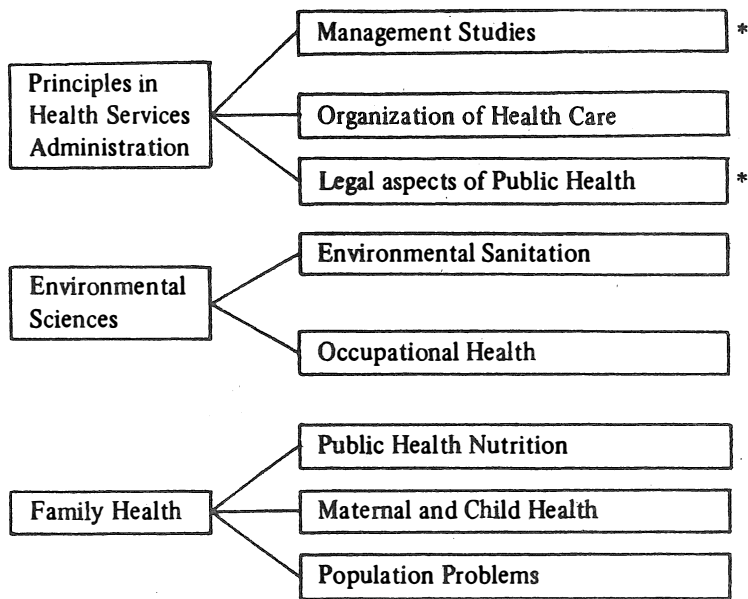 Management Studies *
Principles in
Health Services
Administration
Organization of Health Care
Legal aspects of Public Health *
Environmental
Sciences
Environmental Sanitation
Occupational Health
Family Health
Public Health Nutrition
Maternal and Child Health
Population Problems